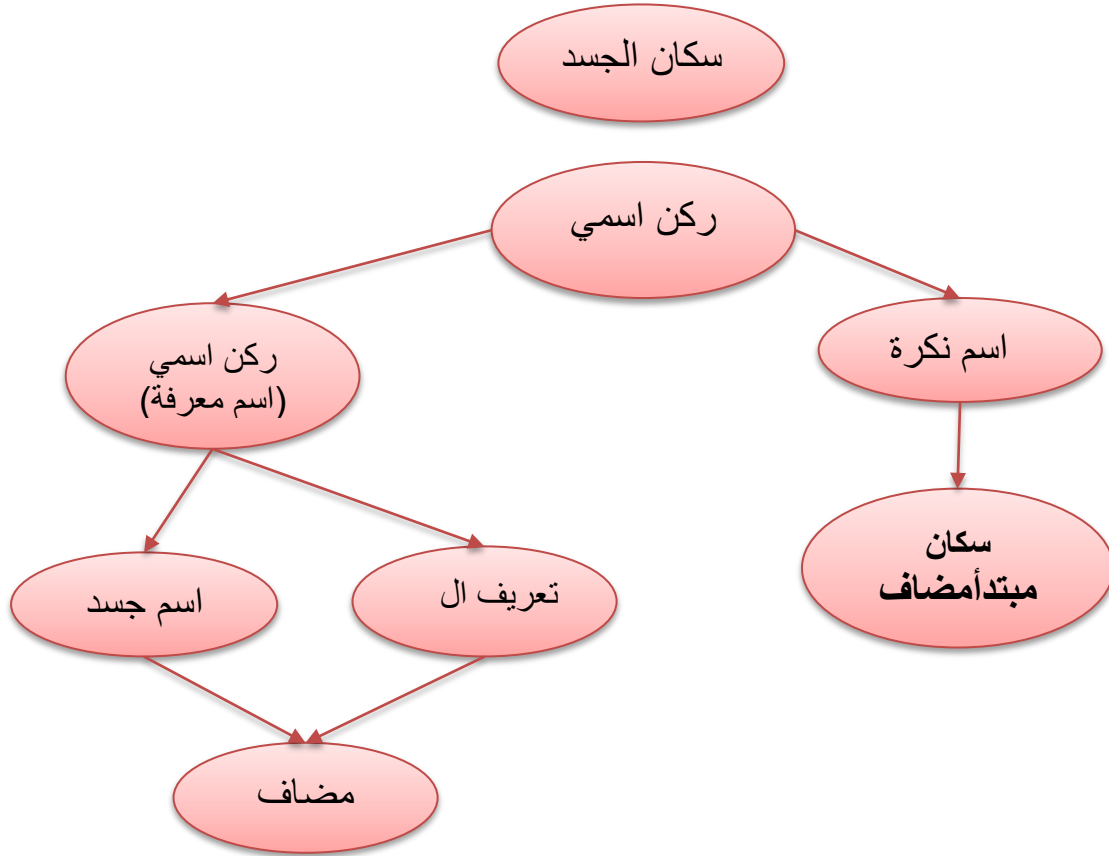 سكان الجسد
ركن اسمي
اسم نكرة
ركن اسمي
(اسم معرفة)
سكان
مبتدأمضاف
تعريف ال
اسم جسد
مضاف